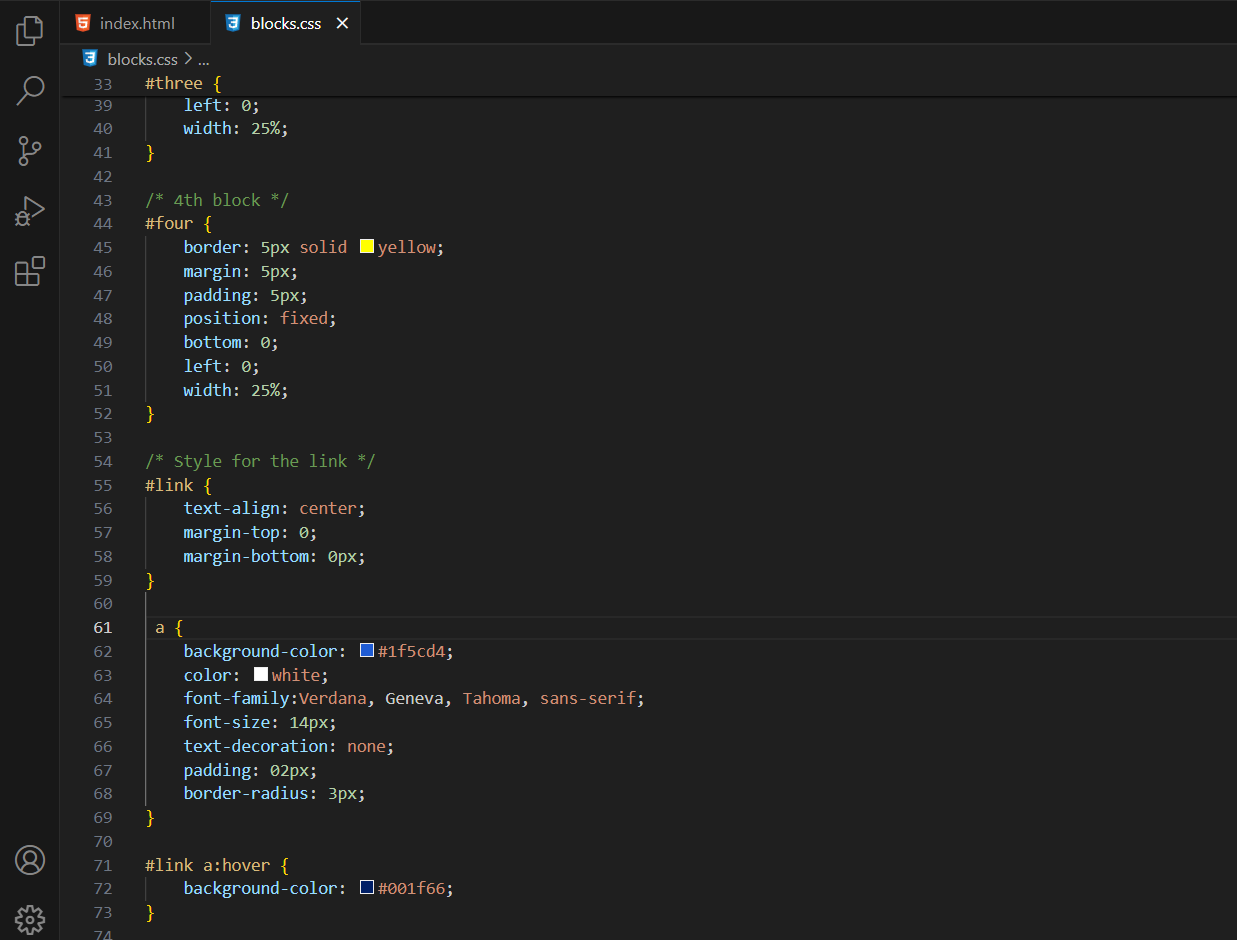 index.html
blocks.css
blocks.css > ...
33 #three {
39     left: 0;
40     width: 25%;
41 }
42
43 /* 4th block */
44 #four {
45     border: 5px solid yellow;
46     margin: 5px;
47     padding: 5px;
48     position: fixed;
49     bottom: 0;
50     left: 0;
51     width: 25%;
52 }
53
54 /* Style for the link */
55 #link {
56     text-align: center;
57     margin-top: 0;
58     margin-bottom: 0px;
59 }
60
61  a {
62     background-color: #1f5cd4;
63     color: white;
64     font-family:Verdana, Geneva, Tahoma, sans-serif;
65     font-size: 14px;
66     text-decoration: none;
67     padding: 02px;
68     border-radius: 3px;
69 }
70
71 #link a:hover {
72     background-color: #001f66;
73 }
74